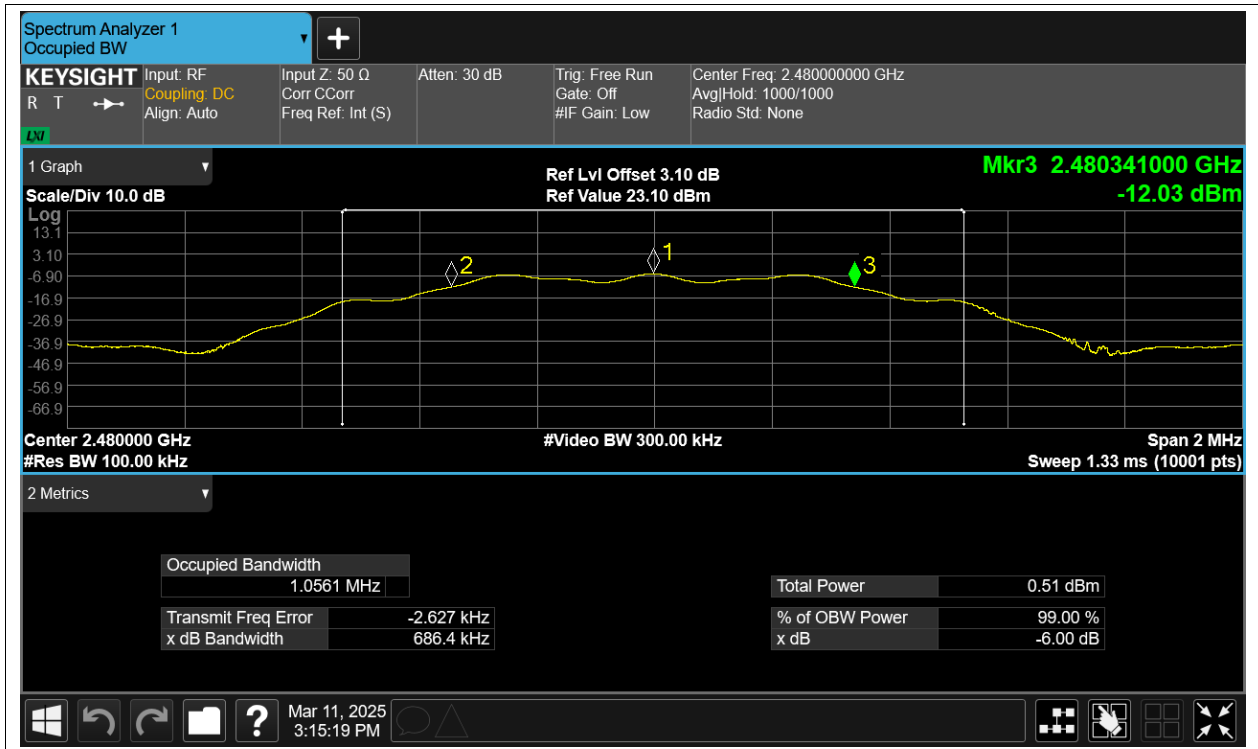 Spectrum Analyzer 1
Occupied BW
KEYSIGHT
R T
LXI
Input: RF
Coupling: DC
Align: Auto
Input Z: 50 Ω
Corr CCorr
Freq Ref: Int (S)
Atten: 30 dB
Trig: Free Run
Gate: Off
#IF Gain: Low
Center Freq: 2.480000000 GHz
Avg|Hold: 1000/1000
Radio Std: None
1 Graph
Scale/Div 10.0 dB
Ref Lvl Offset 3.10 dB
Ref Value 23.10 dBm
Mkr3 2.480341000 GHz
-12.03 dBm
Log
13.1
3.10
-6.90
-16.9
-26.9
-36.9
-46.9
-56.9
-66.9
2
1
3
Center 2.480000 GHz
#Video BW 300.00 kHz
Span 2 MHz
#Res BW 100.00 kHz
Sweep 1.33 ms (10001 pts)
2 Metrics
Occupied Bandwidth
1.0561 MHz
Transmit Freq Error -2.627 kHz
x dB Bandwidth 686.4 kHz
Total Power 0.51 dBm
% of OBW Power 99.00 %
x dB -6.00 dB
?
Mar 11, 2025
3:15:19 PM